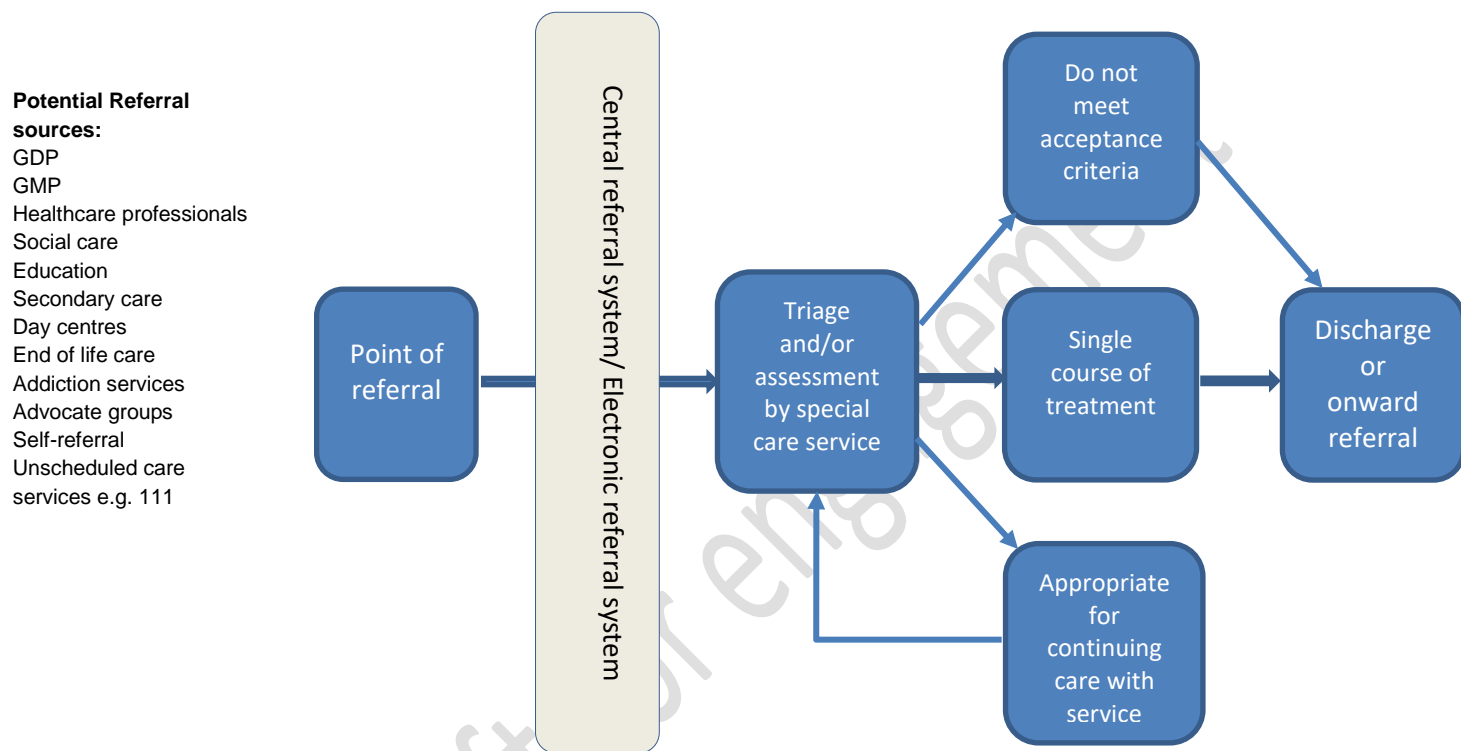 Potential Referral
sources:
GDP
GMP
Healthcare professionals
Social care
Education
Secondary care
Day centres
End of life care
Addiction services
Advocate groups
Self-referral
Unscheduled care
services e.g. 111
Point of
referral
Central referral system/ Electronic referral system
Triage
and/or
assessment
by special
care service
Do not
meet
acceptance
criteria
Single
course of
treatment
Appropriate
for
continuing
care with
service
Discharge
or
onward
referral